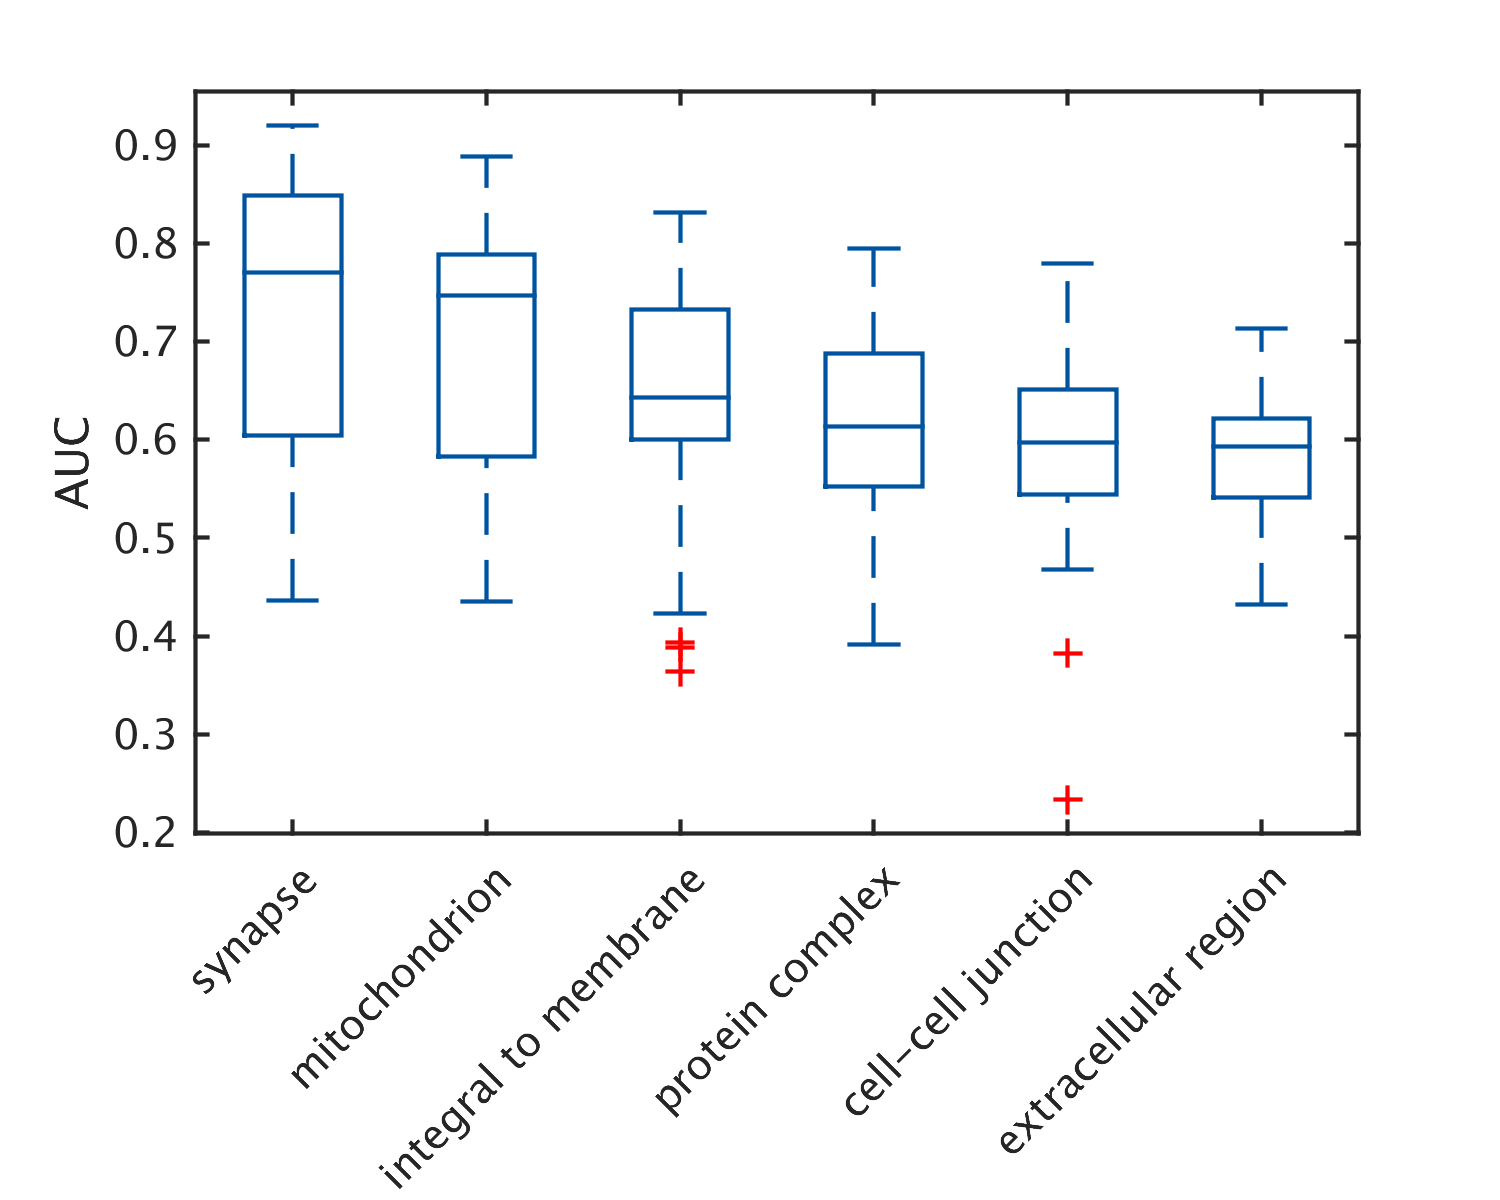 AUC
0.9
0.8
0.7
0.6
0.5
0.4
0.3
0.2
synapse
mitochondrion
integral to membrane
protein complex
cell–cell junction
extracellular region